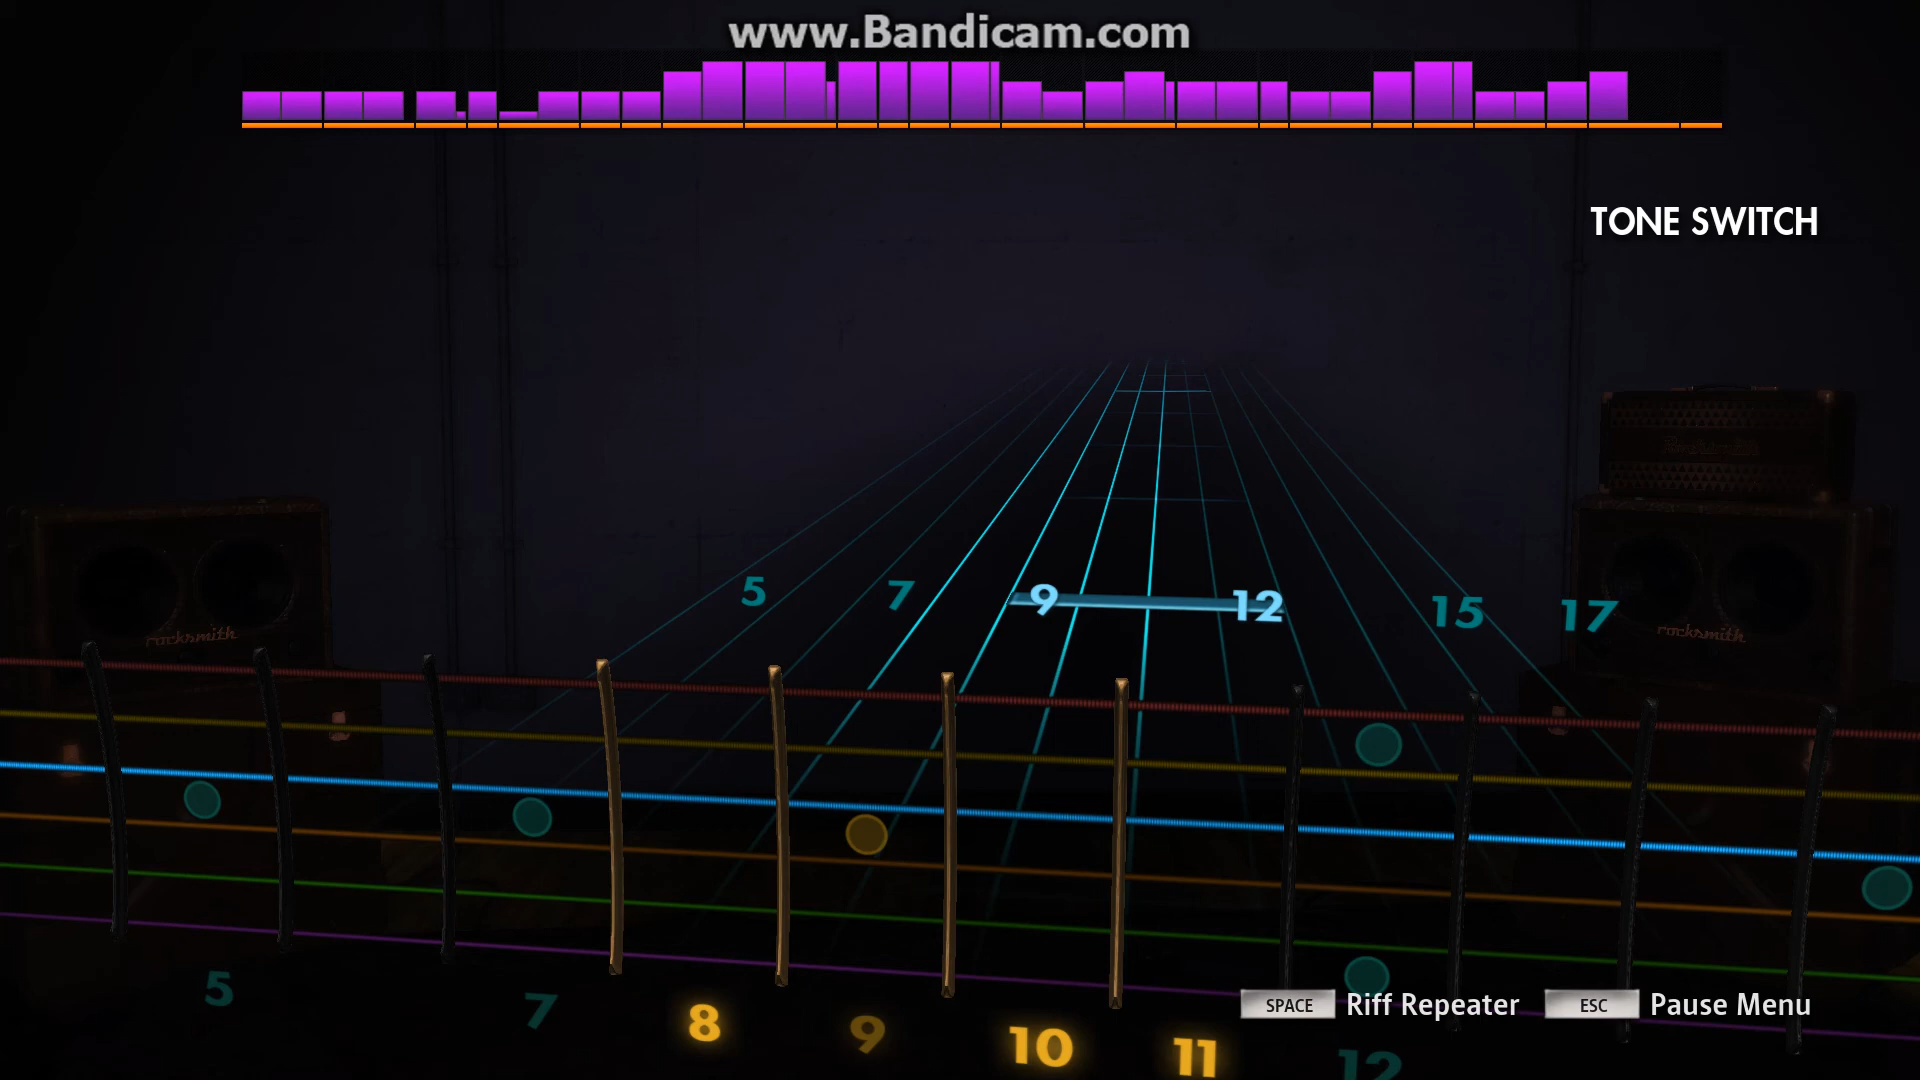 www.Bandicam.com
TONE SWITCH
5 7 9 12 15 17
rocksmith
rocksmith
5 7 8 9 10 11 12
SPACE Riff Repeater ESC Pause Menu